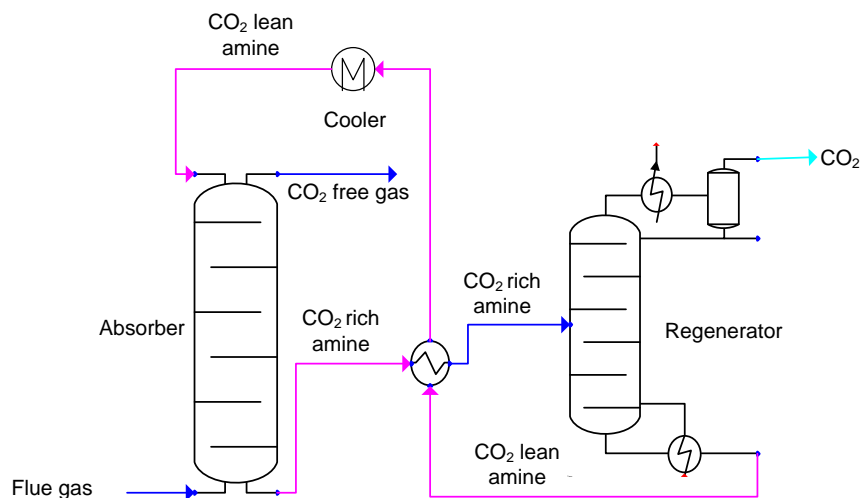 CO₂ lean
amine
Cooler
CO₂
CO₂ free gas
CO₂ rich
amine
CO₂ rich
amine
Absorber
Regenerator
CO₂ lean
amine
Flue gas